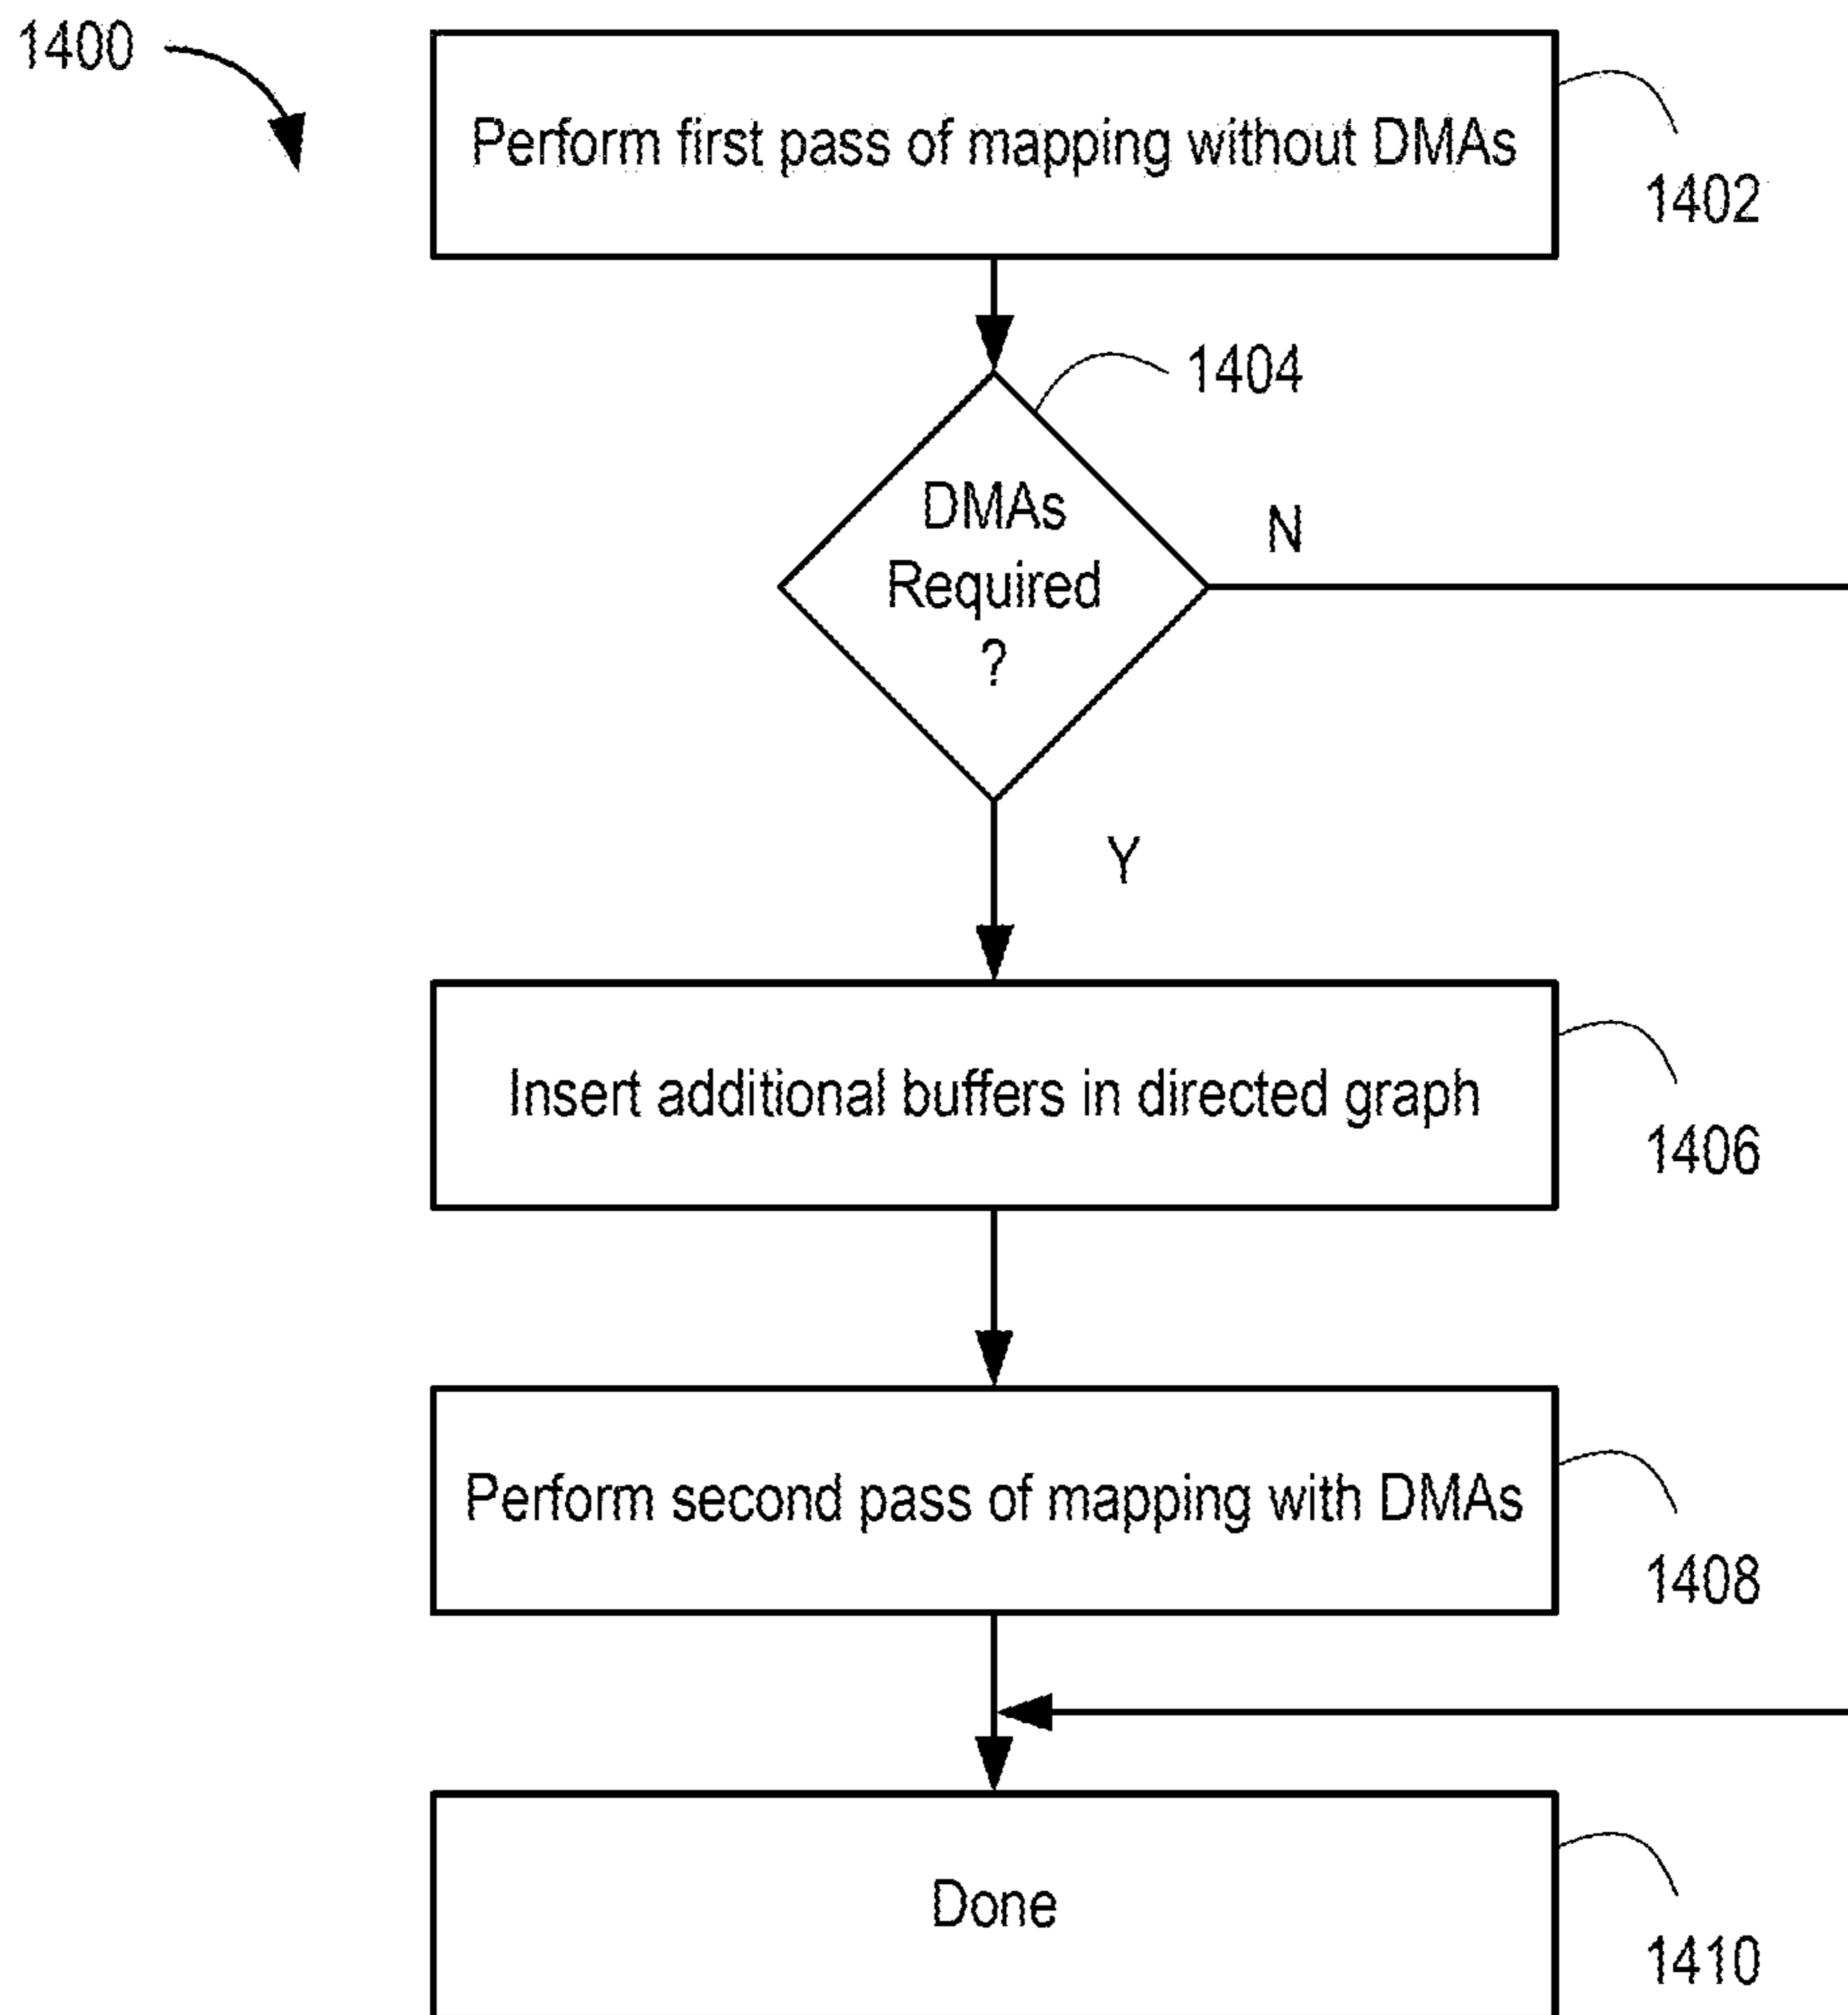 1400
Perform first pass of mapping without DMAs
1402
1404
DMAs
Required
?
N
Y
Insert additional buffers in directed graph
1406
Perform second pass of mapping with DMAs
1408
Done
1410